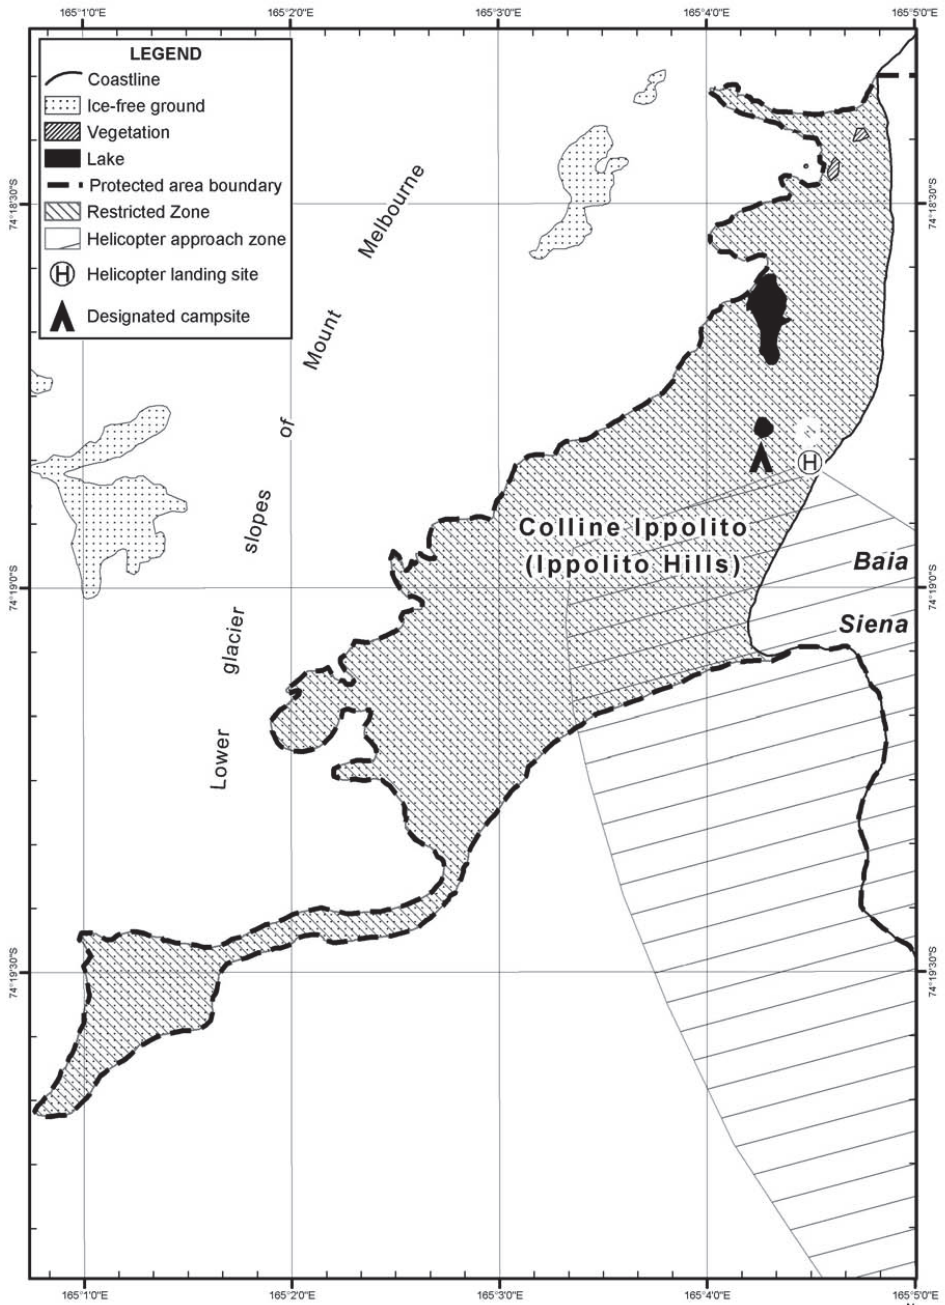 165°1'0"E 165°2'0"E 165°3'0"E 165°4'0"E 165°5'0"E
LEGEND
Coastline
Ice-free ground
Vegetation
Lake
Protected area boundary
Restricted Zone
Helicopter approach zone
H Helicopter landing site
Designated campsite
74°18'30"S
74°18'30"S
Lower glacier slopes of Mount Melbourne
H
Colline Ippolito
(Ippolito Hills)
Baia
Siena
74°19'0"S
74°19'0"S
74°19'30"S
74°19'30"S
165°1'0"E 165°2'0"E 165°3'0"E 165°4'0"E 165°5'0"E